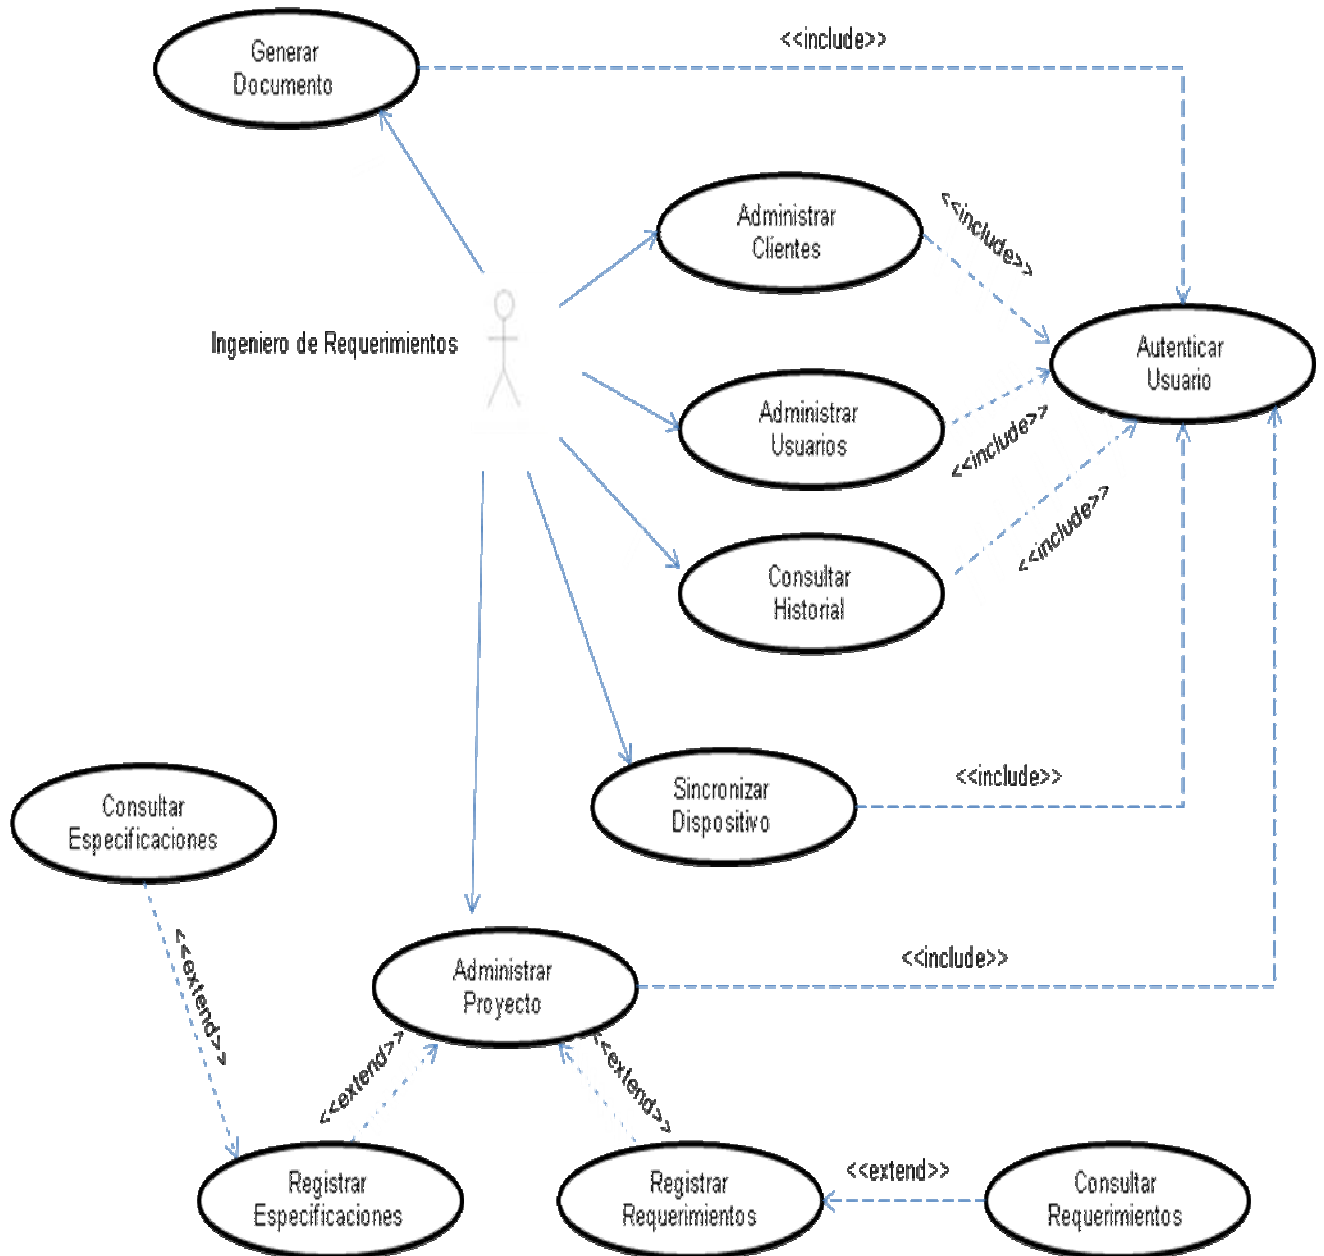 Generar
Documento
<<include>>
Administrar
Clientes
<<include>>
Ingeniero de Requerimientos
Autenticar
Usuario
Administrar
Usuarios
<<include>>
Consultar
Historial
<<include>>
Sincronizar
Dispositivo
<<include>>
Consultar
Especificaciones
<<extend>>
Administrar
Proyecto
<<include>>
<<extend>>
<<extend>>
Registrar
Especificaciones
Registrar
Requerimientos
<<extend>>
Consultar
Requerimientos